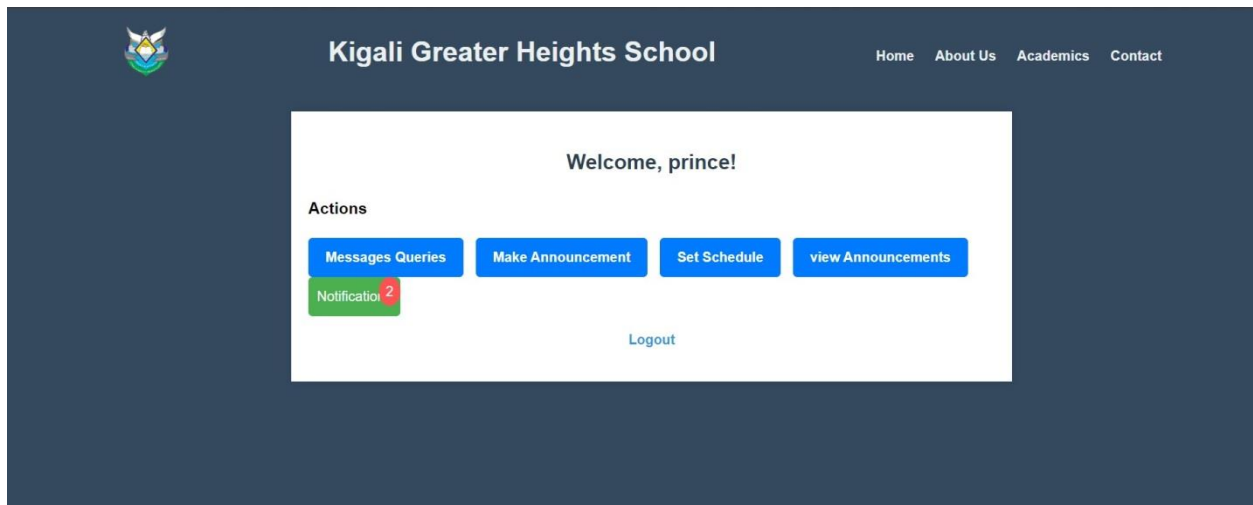 Kigali Greater Heights School
Home About Us Academics Contact
Welcome, prince!
Actions
Messages Queries Make Announcement Set Schedule view Announcements
Notification 2
Logout